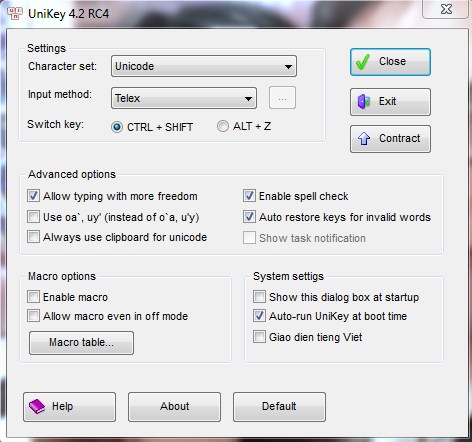 UniKey 4.2 RC4
Settings
Character set: Unicode
Close
Input method: Telex ...
Exit
Switch key: CTRL + SHIFT ALT + Z
Contract
Advanced options
Allow typing with more freedom Enable spell check
Use oa`, uy' (instead of o`a, u'y) Auto restore keys for invalid words
Always use clipboard for unicode Show task notification
Macro options System settigs
Enable macro Show this dialog box at startup
Allow macro even in off mode Auto-run UniKey at boot time
Macro table... Giao dien tieng Viet
Help About Default